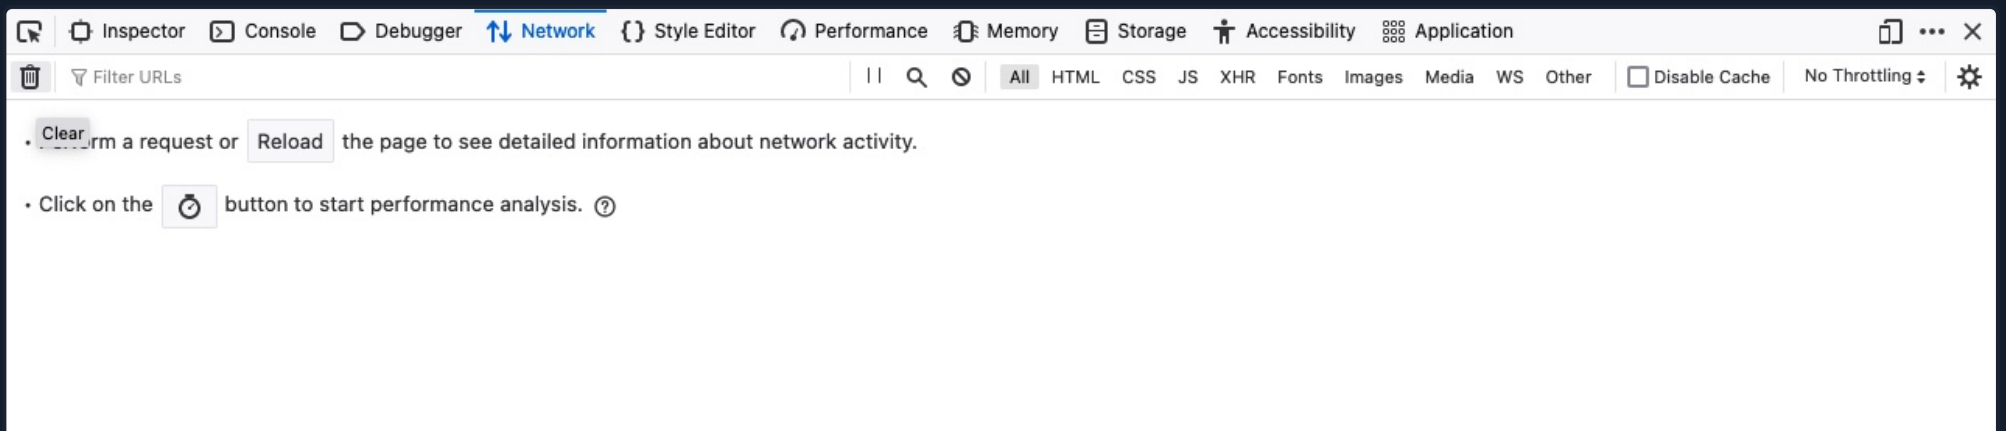 Inspector Console Debugger Network Style Editor Performance Memory Storage Accessibility Application
Filter URLs All HTML CSS JS XHR Fonts Images Media WS Other Disable Cache No Throttling
Clear
rm a request or Reload the page to see detailed information about network activity.
• Click on the button to start performance analysis.